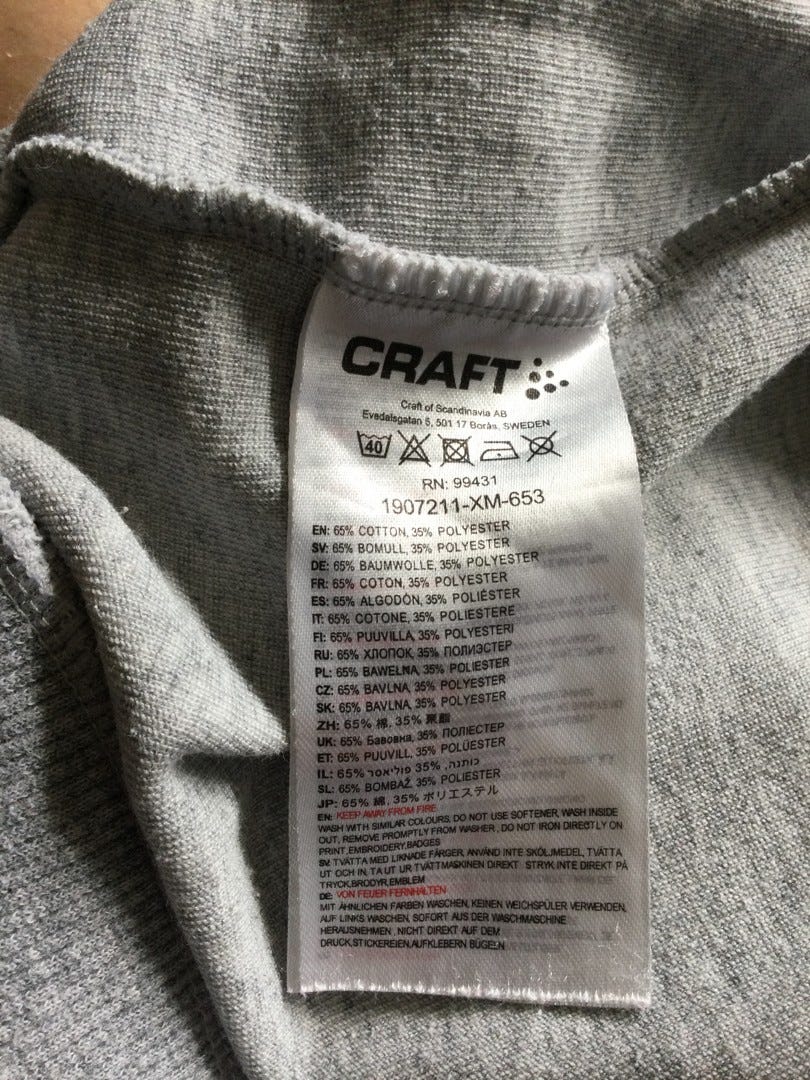 CRAFT
Craft of Scandinavia AB
Evedalsgatan 5, 501 17 Borås, SWEDEN
40
RN: 99431
1907211-XM-653
EN: 65% COTTON, 35% POLYESTER
SV: 65% BOMULL, 35% POLYESTER
DE: 65% BAUMWOLLE, 35% POLYESTER
FR: 65% COTON, 35% POLYESTER
ES: 65% ALGODÓN, 35% POLIÉSTER
IT: 65% COTONE, 35% POLIESTERE
FI: 65% PUUVILLA, 35% POLYESTERI
RU: 65% ХЛОПОК, 35% ПОЛИЭСТЕР
PL: 65% BAWEŁNA, 35% POLIESTER
CZ: 65% BAVLNA, 35% POLYESTER
SK: 65% BAVLNA, 35% POLYESTER
ZH: 65% 棉, 35% 聚酯
UK: 65% Бавовна, 35% ПОЛІЕСТЕР
ET: 65% PUUVILL, 35% POLÜESTER
IL: 65% כותנה, 35% פוליאסר
SL: 65% BOMBAŽ, 35% POLIESTER
JP: 65% 綿, 35% ポリエステル
EN: KEEP AWAY FROM FIRE
WASH WITH SIMILAR COLOURS, DO NOT USE SOFTENER, WASH INSIDE
OUT, REMOVE PROMPTLY FROM WASHER , DO NOT IRON DIRECTLY ON
PRINT,EMBROIDERY,BADGES
SV: TVÄTTA MED LIKNADE FÄRGER, ANVÄND INTE SKÖLJMEDEL, TVÄTTA
UT OCH IN, TA UT UR TVÄTTMASKINEN DIREKT STRYK INTE DIREKT PÅ
TRYCK,BRODYR,EMBLEM
DE: VON FEUER FERNHALTEN
MIT ÄHNLICHEN FARBEN WASCHEN, KEINEN WEICHSPÜLER VERWENDEN,
AUF LINKS WASCHEN, SOFORT AUS DER WASCHMASCHINE
HERAUSNEHMEN , NICHT DIREKT AUF DEM
DRUCK,STICKEREIEN,AUFKLEBERN BÜGELN